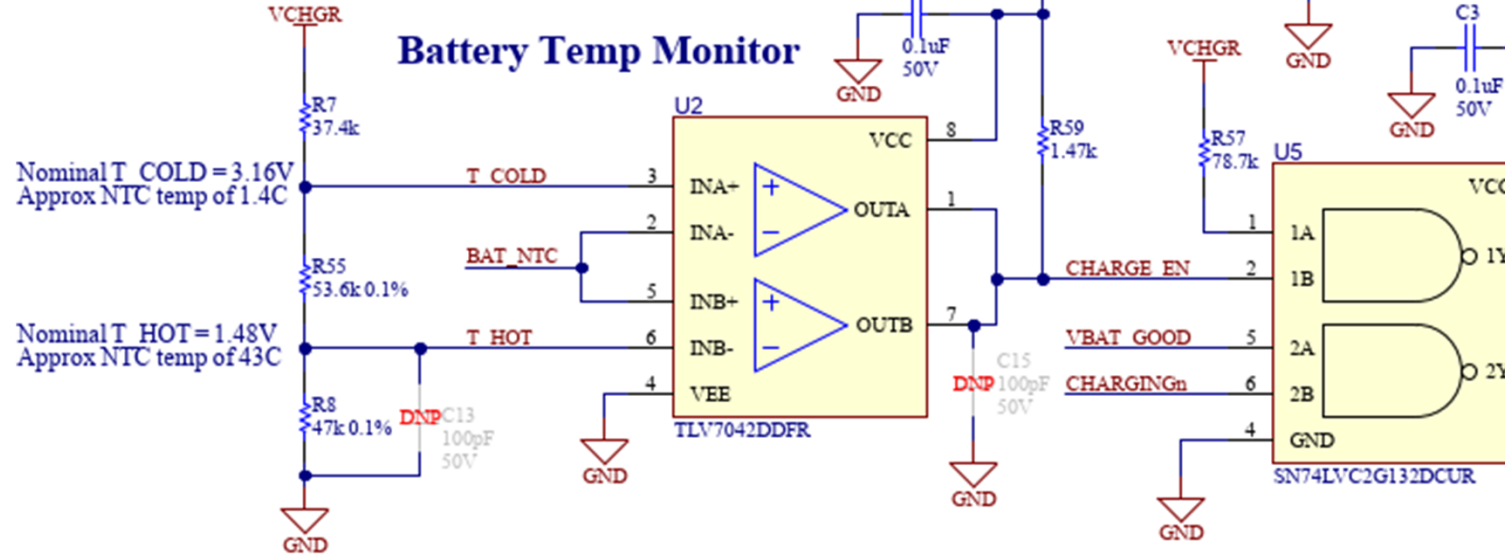 VCHGR
Battery Temp Monitor
R7
37.4k
Nominal T_COLD = 3.16V
Approx NTC temp of 1.4C
R55
53.6k 0.1%
Nominal T_HOT = 1.48V
Approx NTC temp of 43C
R8
47k 0.1%
DNP
C13
100pF
50V
GND
T_COLD
BAT_NTC
T_HOT
GND
0.1uF
50V
GND
U2
VCC
8
3
INA+
2
INA-
OUTA
1
5
INB+
6
INB-
OUTB
7
4
VEE
TLV7042DDFR
R59
1.47k
DNP
C15
100pF
50V
GND
CHARGE_EN
VBAT_GOOD
CHARGINGn
VCHGR
R57
78.7k
GND
C3
0.1uF
50V
GND
U5
VCC
1
1A
2
1B
1Y
5
2A
6
2B
2Y
4
GND
SN74LVC2G132DCUR
GND